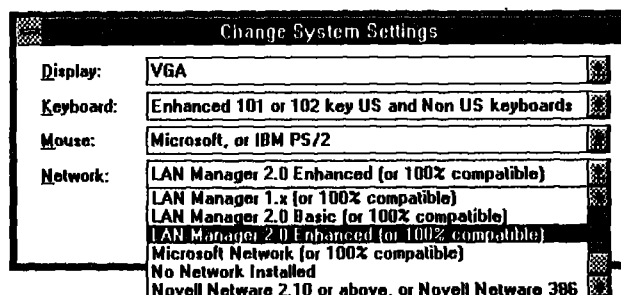 Change System Settings
Display: VGA
Keyboard: Enhanced 101 or 102 key US and Non US keyboards
Mouse: Microsoft, or IBM PS/2
Network: LAN Manager 2.0 Enhanced (or 100% compatible)
LAN Manager 1.x (or 100% compatible)
LAN Manager 2.0 Basic (or 100% compatible)
LAN Manager 2.0 Enhanced (or 100% compatible)
Microsoft Network (or 100% compatible)
No Network Installed
Novell Netware 2.10 or above, or Novell Netware 386